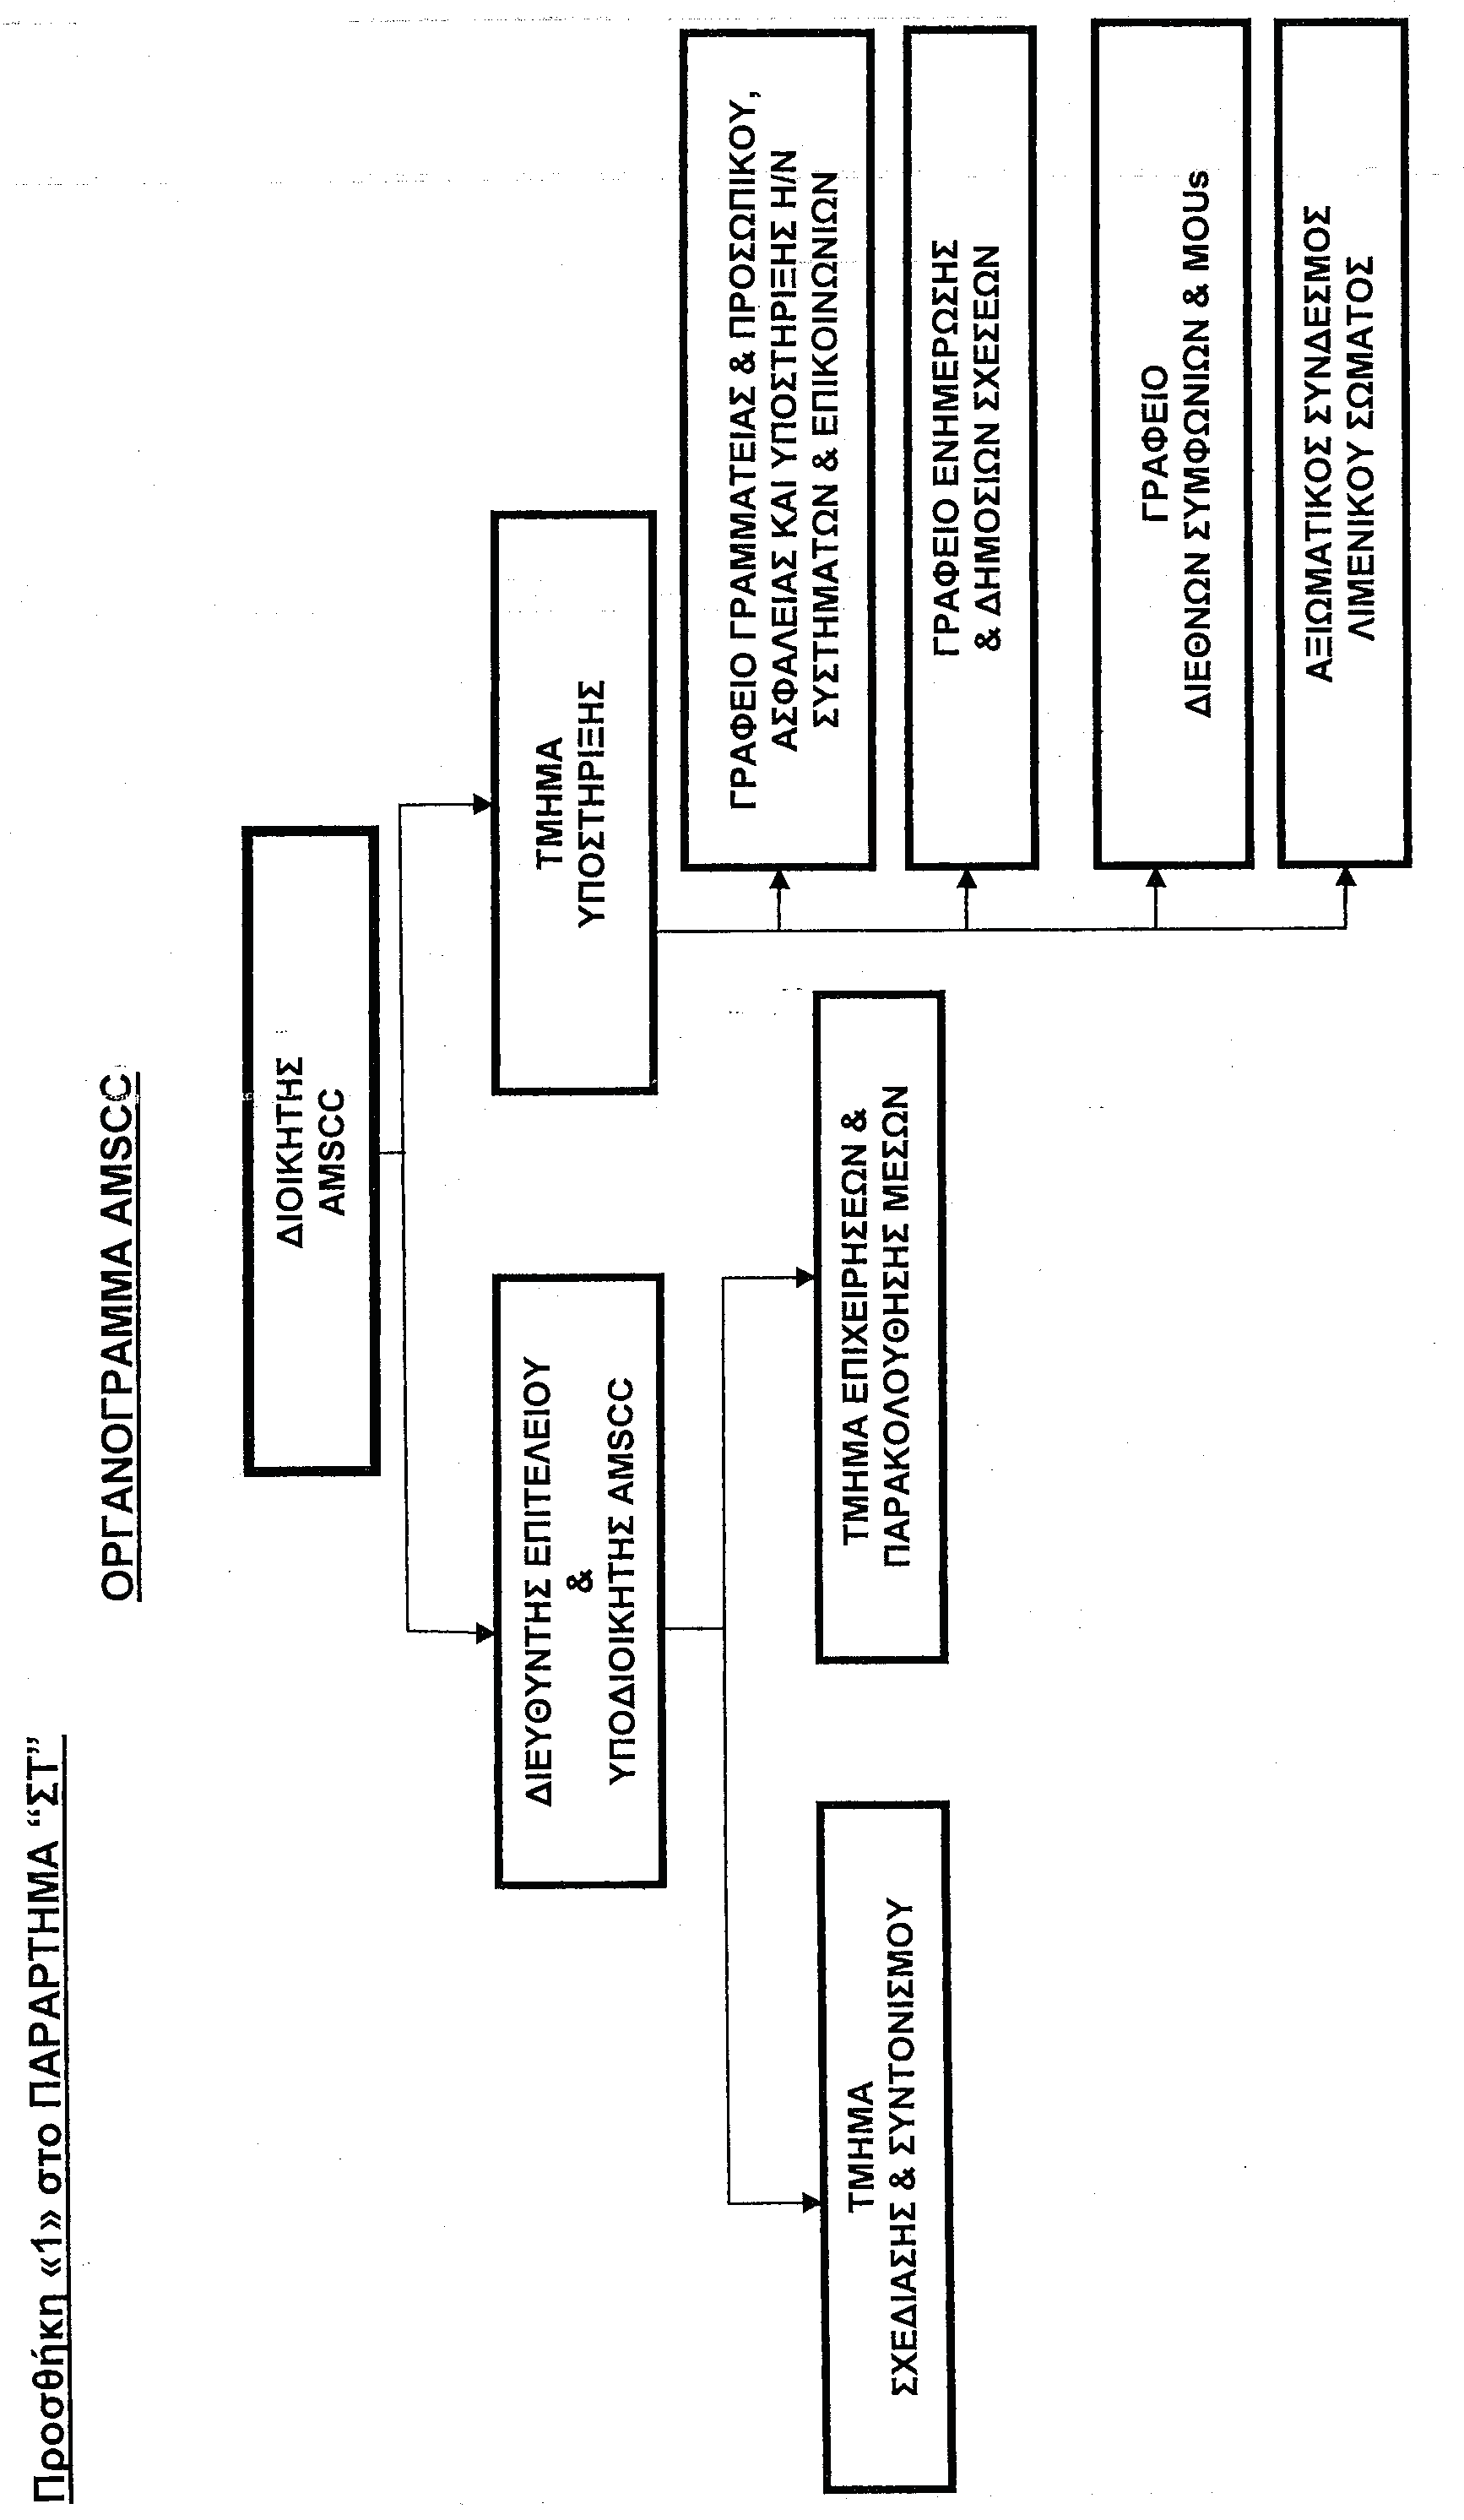 Προσθήκη «1» στο ΠΑΡΑΡΤΗΜΑ “ΣΤ”
ΟΡΓΑΝΟΓΡΑΜΜΑ AMSCC
ΔΙΟΙΚΗΤΗΣ
AMSCC
ΔΙΕΥΘΥΝΤΗΣ ΕΠΙΤΕΛΕΙΟΥ
&
ΥΠΟΔΙΟΙΚΗΤΗΣ AMSCC
ΤΜΗΜΑ
ΥΠΟΣΤΗΡΙΞΗΣ
ΤΜΗΜΑ
ΣΧΕΔΙΑΣΗΣ & ΣΥΝΤΟΝΙΣΜΟΥ
ΤΜΗΜΑ ΕΠΙΧΕΙΡΗΣΕΩΝ &
ΠΑΡΑΚΟΛΟΥΘΗΣΗΣ ΜΕΣΩΝ
ΓΡΑΦΕΙΟ ΓΡΑΜΜΑΤΕΙΑΣ & ΠΡΟΣΩΠΙΚΟΥ,
ΑΣΦΑΛΕΙΑΣ ΚΑΙ ΥΠΟΣΤΗΡΙΞΗΣ Η/Ν
ΣΥΣΤΗΜΑΤΩΝ & ΕΠΙΚΟΙΝΩΝΙΩΝ
ΓΡΑΦΕΙΟ ΕΝΗΜΕΡΩΣΗΣ
& ΔΗΜΟΣΙΩΝ ΣΧΕΣΕΩΝ
ΓΡΑΦΕΙΟ
ΔΙΕΘΝΩΝ ΣΥΜΦΩΝΙΩΝ & MOUs
ΑΞΙΩΜΑΤΙΚΟΣ ΣΥΝΔΕΣΜΟΣ
ΛΙΜΕΝΙΚΟΥ ΣΩΜΑΤΟΣ